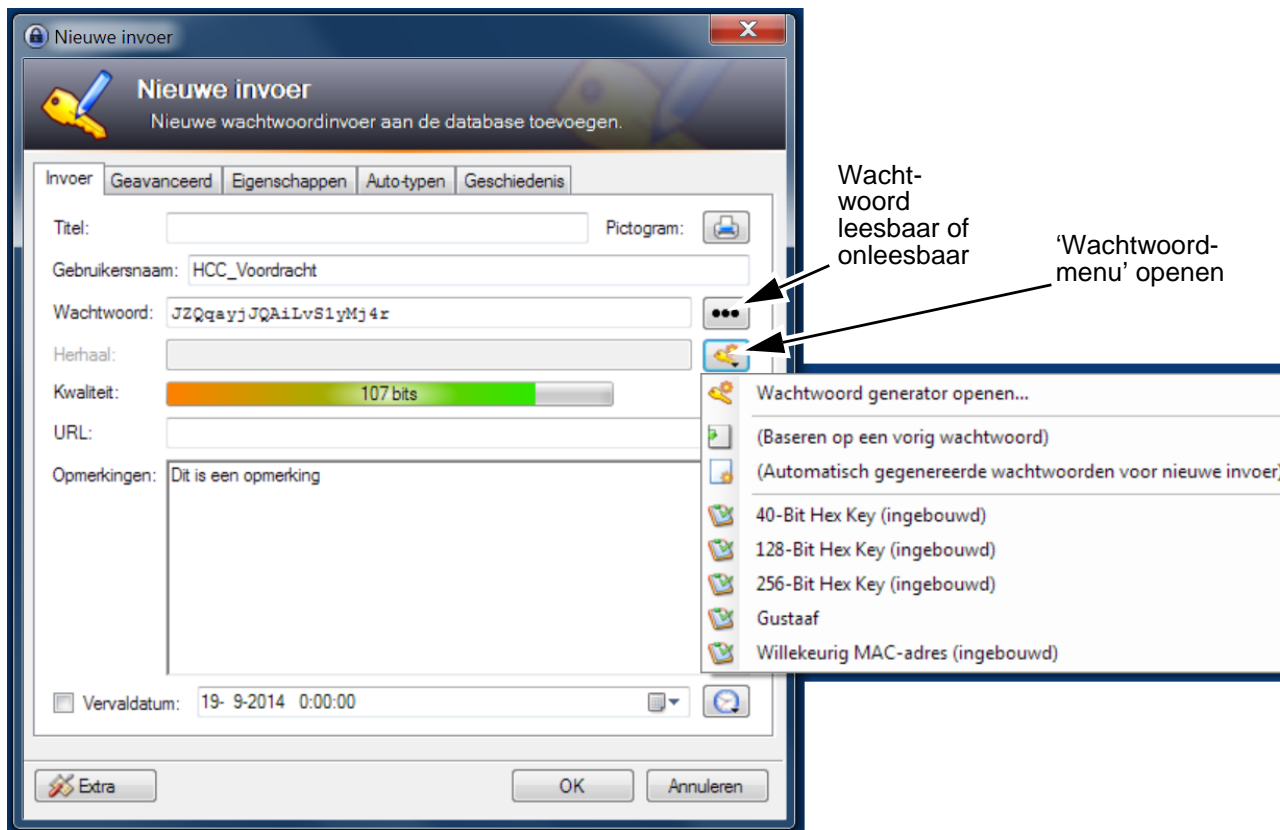 Nieuwe invoer
Nieuwe invoer
Nieuwe wachtwoordinvoer aan de database toevoegen.
Invoer Geavanceerd Eigenschappen Auto-typen Geschiedenis
Titel: Pictogram:
Gebruikersnaam: HCC_Voordracht
Wachtwoord: JZQqayjJQAiLvS1yMj4r
Herhaal:
Kwaliteit: 107 bits
URL:
Opmerkingen: Dit is een opmerking
Vervaldatum: 19- 9-2014 0:00:00
Extra OK Annuleren
Wacht-
woord
leesbaar of
onleesbaar
‘Wachtwoord-
menu’ openen
Wachtwoord generator openen...
(Baseren op een vorig wachtwoord)
(Automatisch gegenereerde wachtwoorden voor nieuwe invoer)
40-Bit Hex Key (ingebouwd)
128-Bit Hex Key (ingebouwd)
256-Bit Hex Key (ingebouwd)
Gustaaf
Willekeurig MAC-adres (ingebouwd)